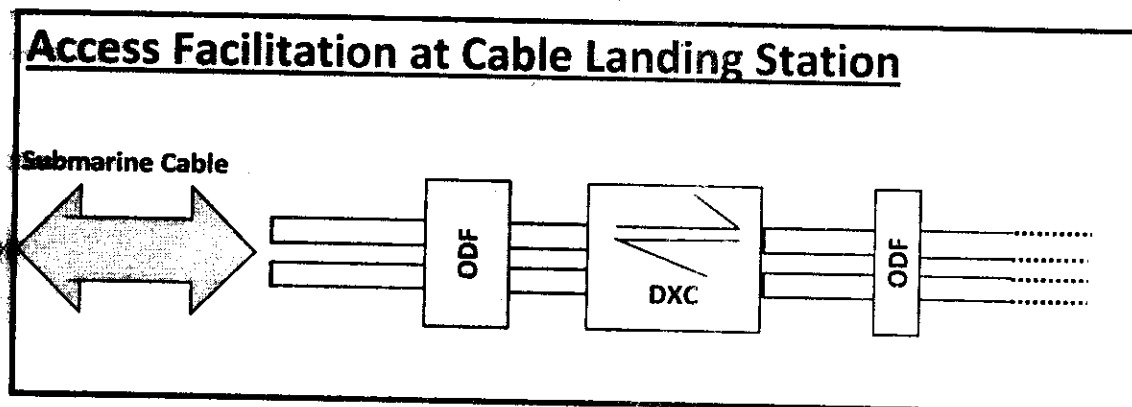 Access Facilitation at Cable Landing Station
Submarine Cable
ODF
DXC
ODF